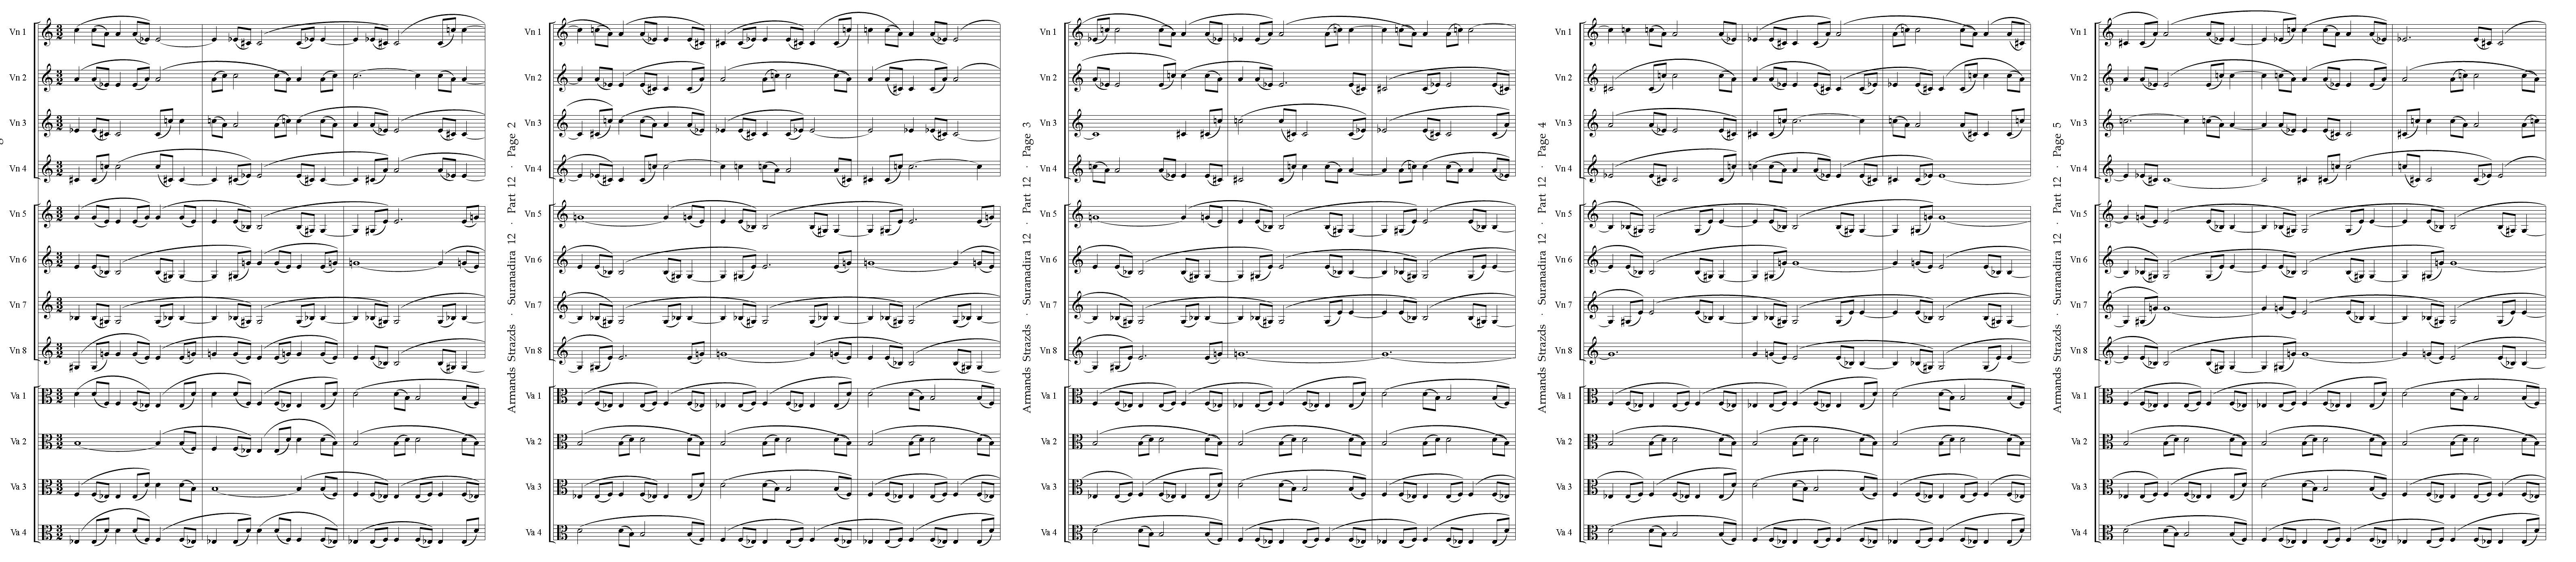 Vn 1
Vn 2
Vn 3
Vn 4
Vn 5
Vn 6
Vn 7
Vn 8
Va 1
Va 2
Va 3
Va 4
Armands Strazds · Suranadira 12 · Part 12 · Page 2
Vn 1
Vn 2
Vn 3
Vn 4
Vn 5
Vn 6
Vn 7
Vn 8
Va 1
Va 2
Va 3
Va 4
Armands Strazds · Suranadira 12 · Part 12 · Page 3
Vn 1
Vn 2
Vn 3
Vn 4
Vn 5
Vn 6
Vn 7
Vn 8
Va 1
Va 2
Va 3
Va 4
Armands Strazds · Suranadira 12 · Part 12 · Page 4
Vn 1
Vn 2
Vn 3
Vn 4
Vn 5
Vn 6
Vn 7
Vn 8
Va 1
Va 2
Va 3
Va 4
Armands Strazds · Suranadira 12 · Part 12 · Page 5
Vn 1
Vn 2
Vn 3
Vn 4
Vn 5
Vn 6
Vn 7
Vn 8
Va 1
Va 2
Va 3
Va 4